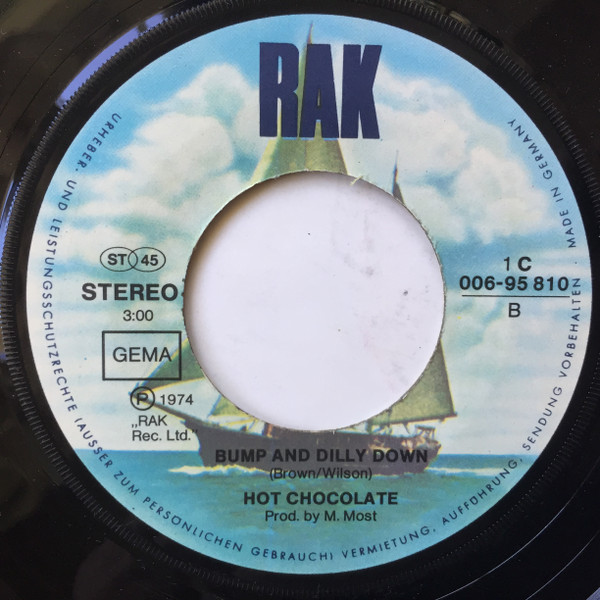 RAK
URHEBER- UND LEISTUNGSSCHUTZRECHTE (AUSSER ZUM PERSÖNLICHEN GEBRAUCH) VERMIETUNG, AUFFÜHRUNG, SENDUNG VORBEHALTEN · MADE IN GERMANY
ST 45
STEREO
3:00
GEMA
Ⓟ 1974
„RAK
Rec. Ltd."
1 C
006-95 810
B
BUMP AND DILLY DOWN
(Brown/Wilson)
HOT CHOCOLATE
Prod. by M. Most